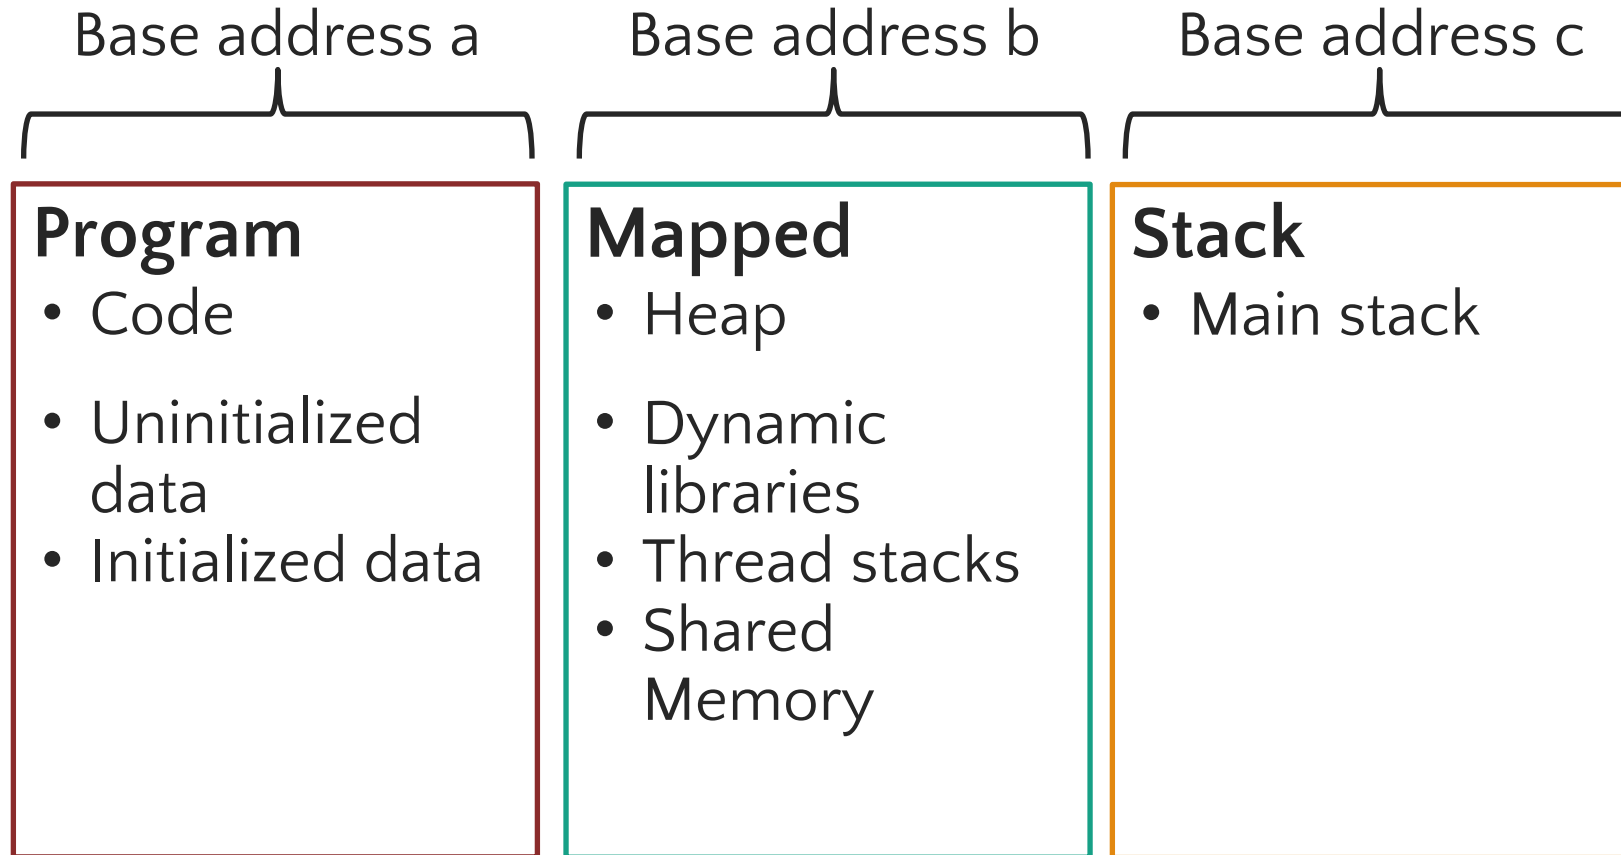 Base address a
Base address b
Base address c
Program
• Code
• Uninitialized
data
• Initialized data
Mapped
• Heap
• Dynamic
libraries
• Thread stacks
• Shared
Memory
Stack
• Main stack